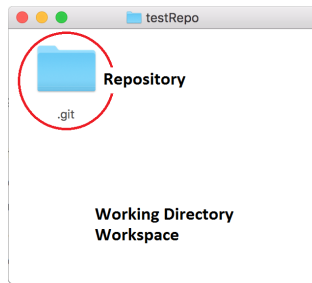 testRepo
Repository
.git
Working Directory
Workspace